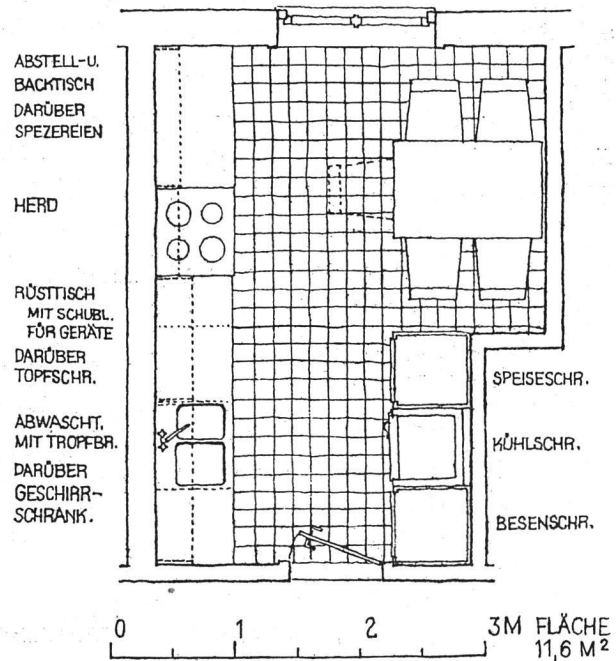 ABSTELL-U.
BACKTISCH
DARÜBER
SPEZEREIEN
HERD
RÜSTTISCH
MIT SCHUBL.
FÜR GERÄTE
DARÜBER
TOPFSCHR.
ABWASCHT.
MIT TROPFBR.
DARÜBER
GESCHIRR-
SCHRANK.
SPEISESCHR.
KÜHLSCHR.
BESENSCHR.
0 1 2 3M FLÄCHE
11,6 M²